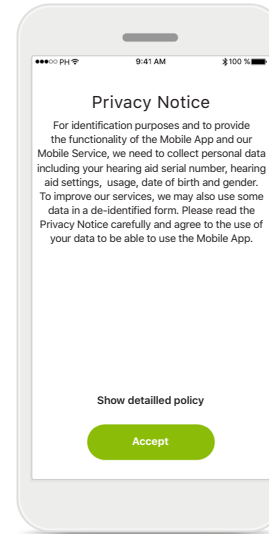 ●●●○○ PH 9:41 AM 100 %
Privacy Notice
For identification purposes and to provide
the functionality of the Mobile App and our
Mobile Service, we need to collect personal data
including your hearing aid serial number, hearing
aid settings, usage, date of birth and gender.
To improve our services, we may also use some
data in a de-identified form. Please read the
Privacy Notice carefully and agree to the use of
your data to be able to use the Mobile App.
Show detailled policy
Accept